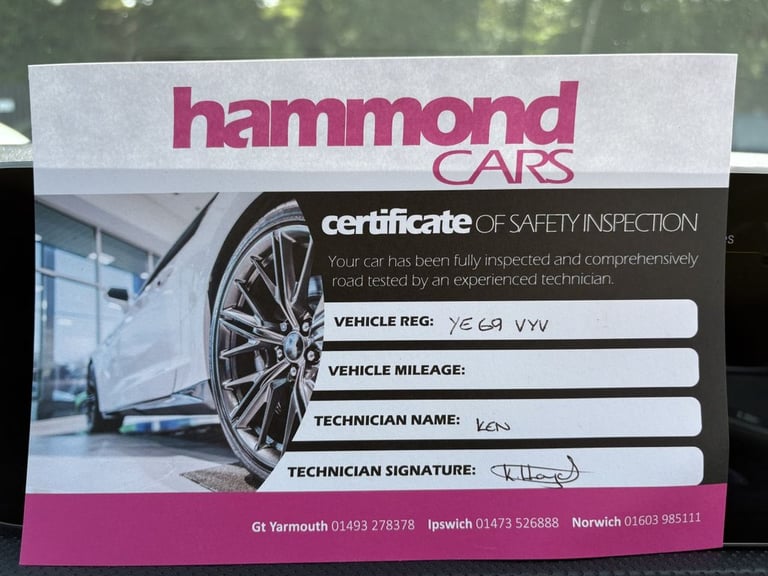 hammond
CARS
certificate OF SAFETY INSPECTION
Your car has been fully inspected and comprehensively
road tested by an experienced technician.
VEHICLE REG: YE69 VYV
VEHICLE MILEAGE:
TECHNICIAN NAME: KEN
TECHNICIAN SIGNATURE:
Gt Yarmouth 01493 278378 Ipswich 01473 526888 Norwich 01603 985111